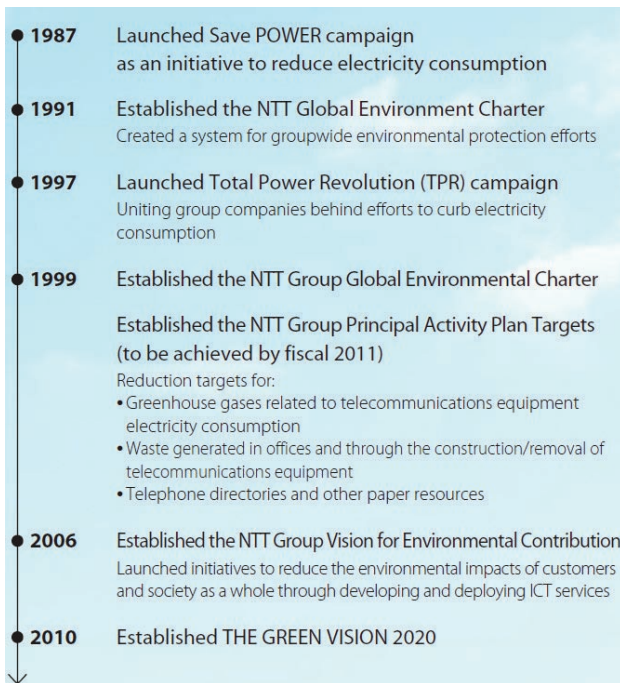 1987 Launched Save POWER campaign
as an initiative to reduce electricity consumption
1991 Established the NTT Global Environment Charter
Created a system for groupwide environmental protection efforts
1997 Launched Total Power Revolution (TPR) campaign
Uniting group companies behind efforts to curb electricity
consumption
1999 Established the NTT Group Global Environmental Charter
Established the NTT Group Principal Activity Plan Targets
(to be achieved by fiscal 2011)
Reduction targets for:
• Greenhouse gases related to telecommunications equipment
electricity consumption
• Waste generated in offices and through the construction/removal of
telecommunications equipment
• Telephone directories and other paper resources
2006 Established the NTT Group Vision for Environmental Contribution
Launched initiatives to reduce the environmental impacts of customers
and society as a whole through developing and deploying ICT services
2010 Established THE GREEN VISION 2020